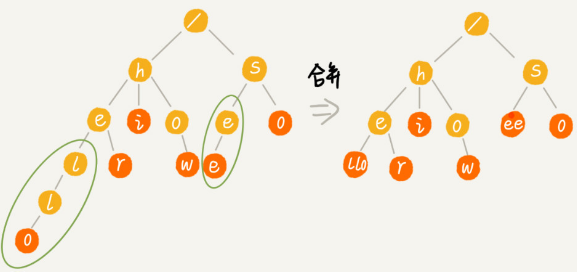 /
h s
e i o e o
l r w e
l
o
合并
/
h s
e i o ee o
llo r w